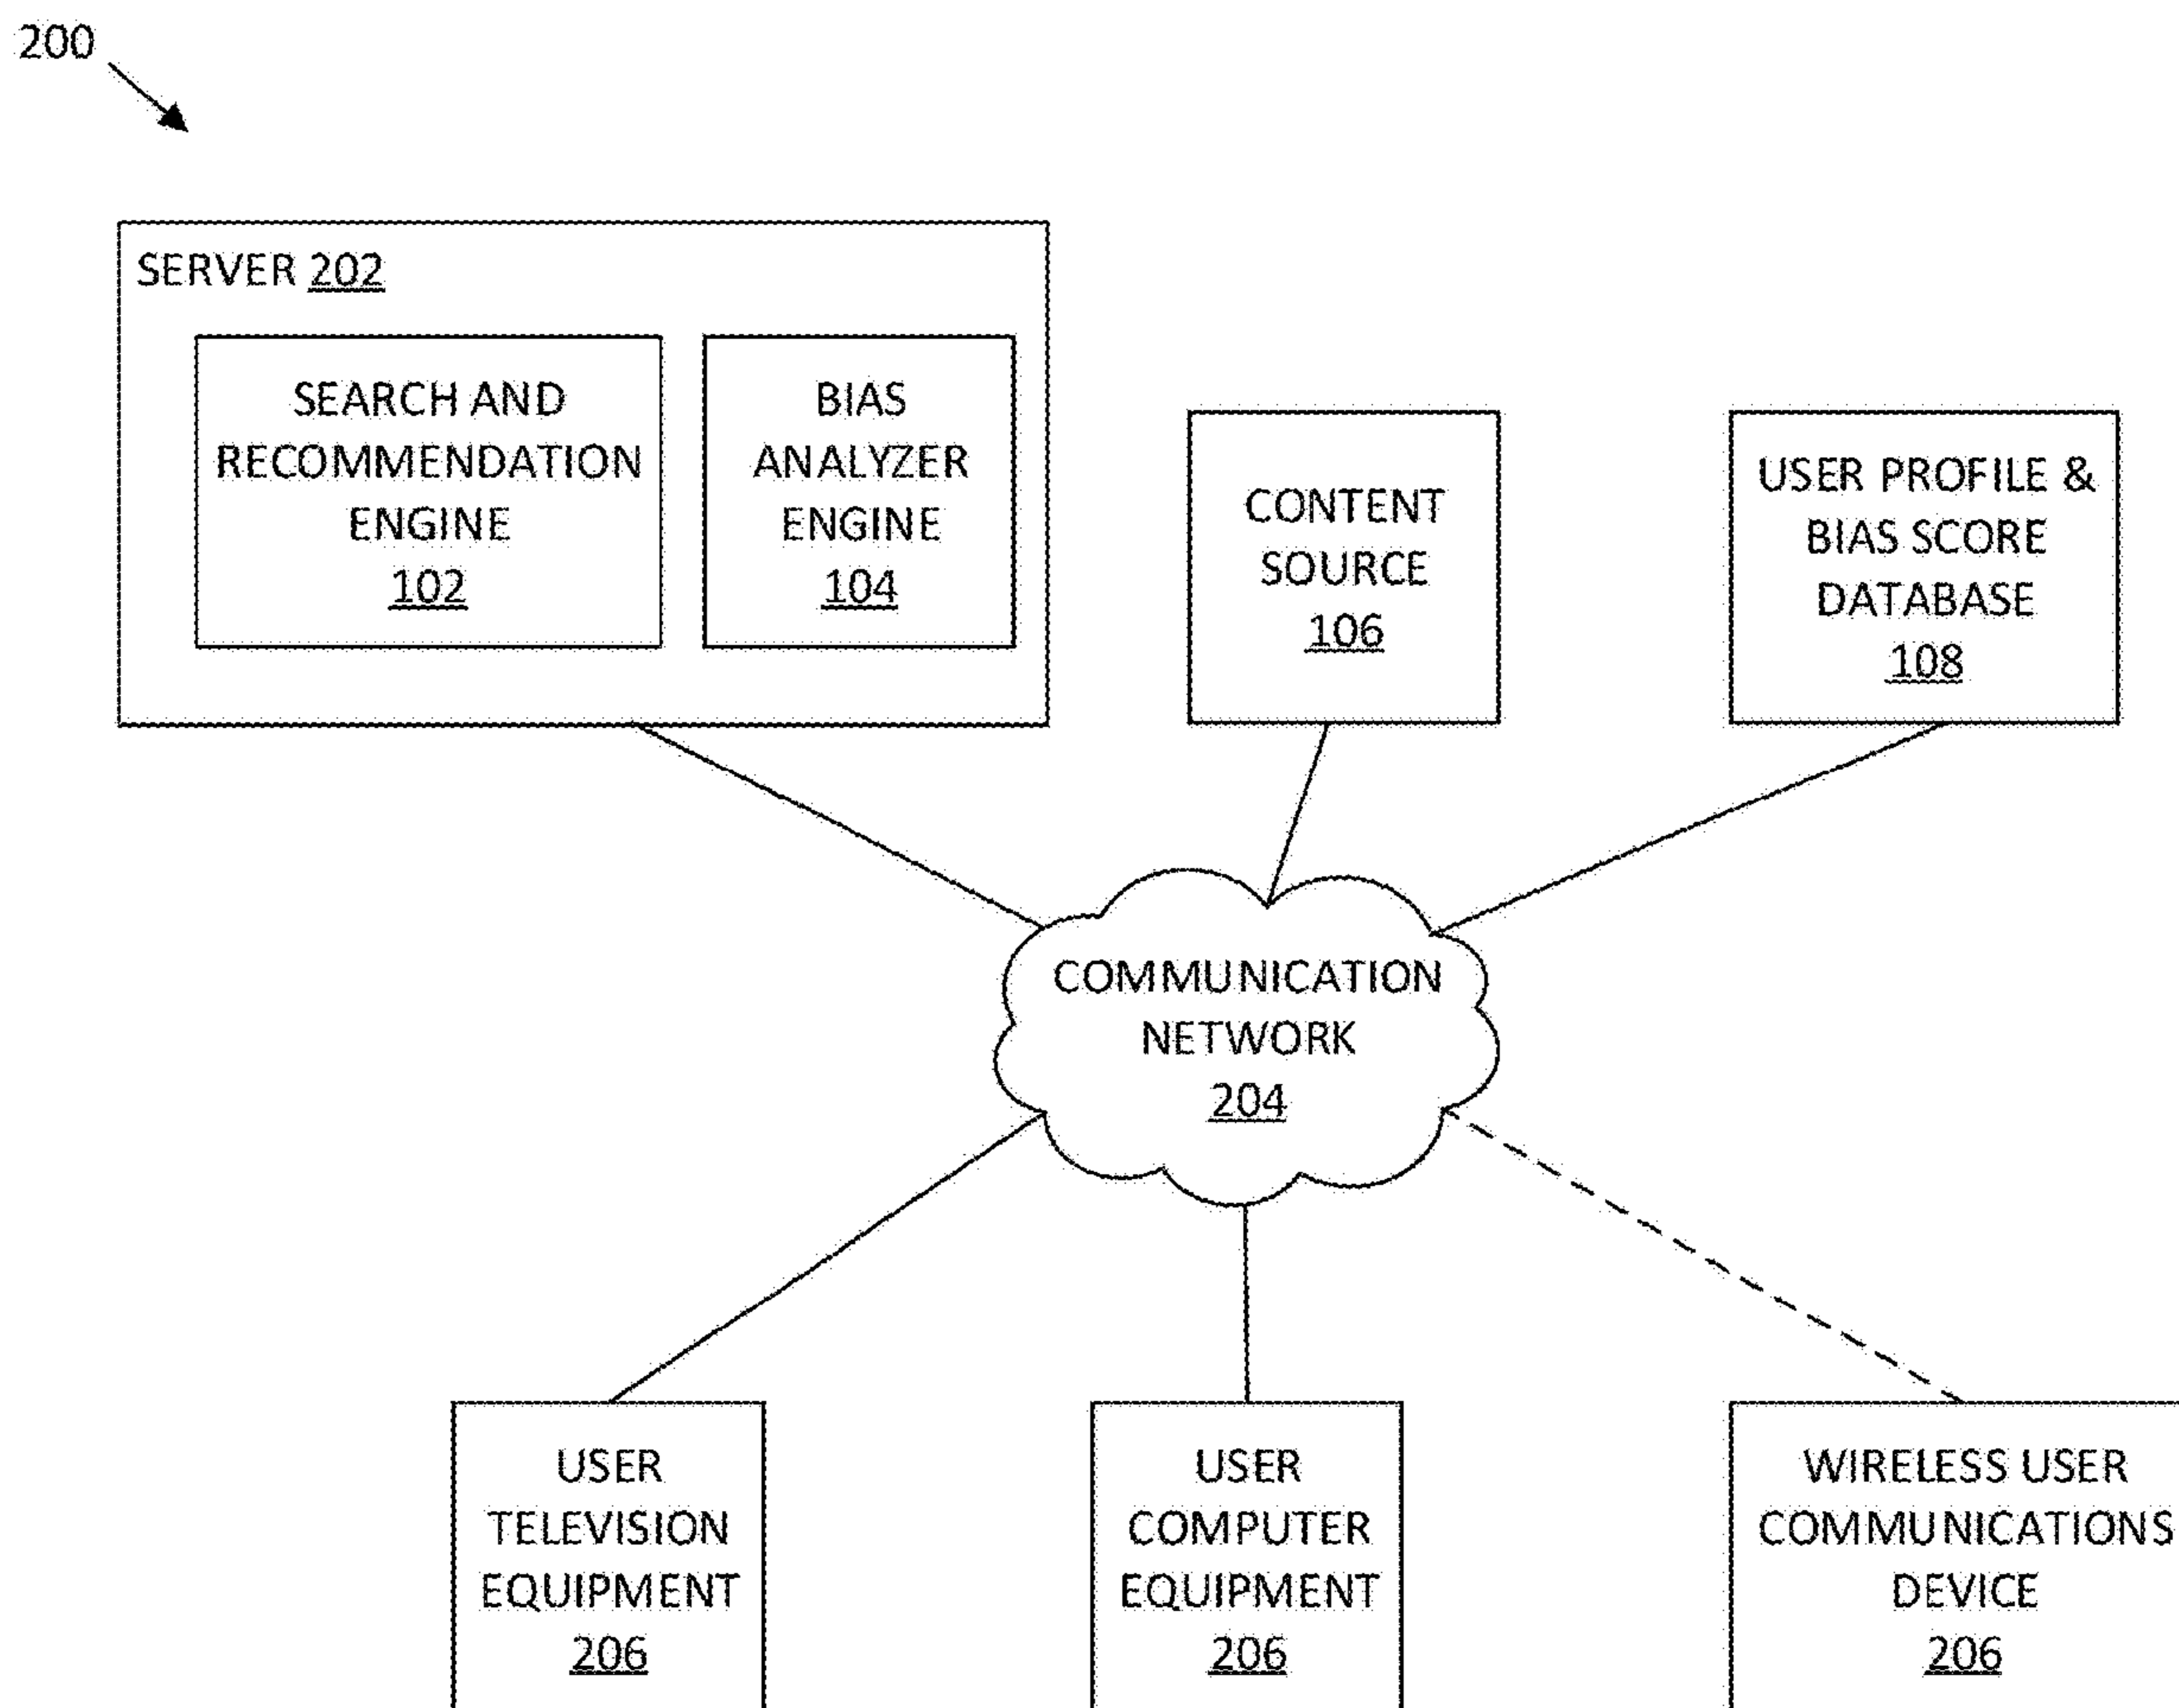 200
SERVER 202
SEARCH AND
RECOMMENDATION
ENGINE
102
BIAS
ANALYZER
ENGINE
104
CONTENT
SOURCE
106
USER PROFILE &
BIAS SCORE
DATABASE
108
COMMUNICATION
NETWORK
204
USER
TELEVISION
EQUIPMENT
206
USER
COMPUTER
EQUIPMENT
206
WIRELESS USER
COMMUNICATIONS
DEVICE
206